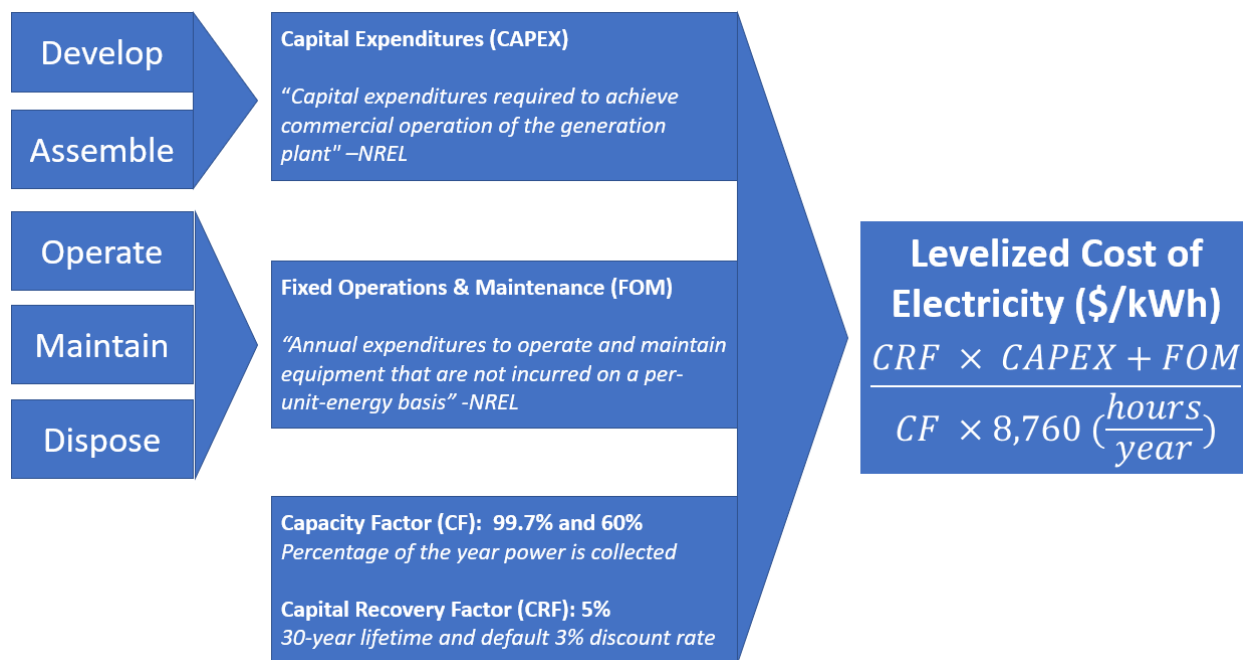 Develop
Assemble
Operate
Maintain
Dispose
Capital Expenditures (CAPEX)
“Capital expenditures required to achieve
commercial operation of the generation
plant" –NREL
Fixed Operations & Maintenance (FOM)
“Annual expenditures to operate and maintain
equipment that are not incurred on a per-
unit-energy basis” -NREL
Capacity Factor (CF):  99.7% and 60%
Percentage of the year power is collected
Capital Recovery Factor (CRF): 5%
30-year lifetime and default 3% discount rate
Levelized Cost of
Electricity ($/kWh)
CRF × CAPEX + FOM
CF × 8,760 (hours/year)